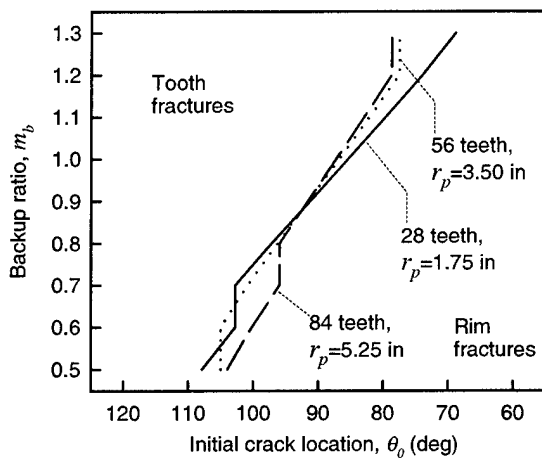 1.3
1.2
1.1
1.0
0.9
0.8
0.7
0.6
0.5
Backup ratio, m_b
Tooth
fractures
56 teeth,
r_p=3.50 in
28 teeth,
r_p=1.75 in
84 teeth,
r_p=5.25 in
Rim
fractures
120 110 100 90 80 70 60
Initial crack location, θ_0 (deg)